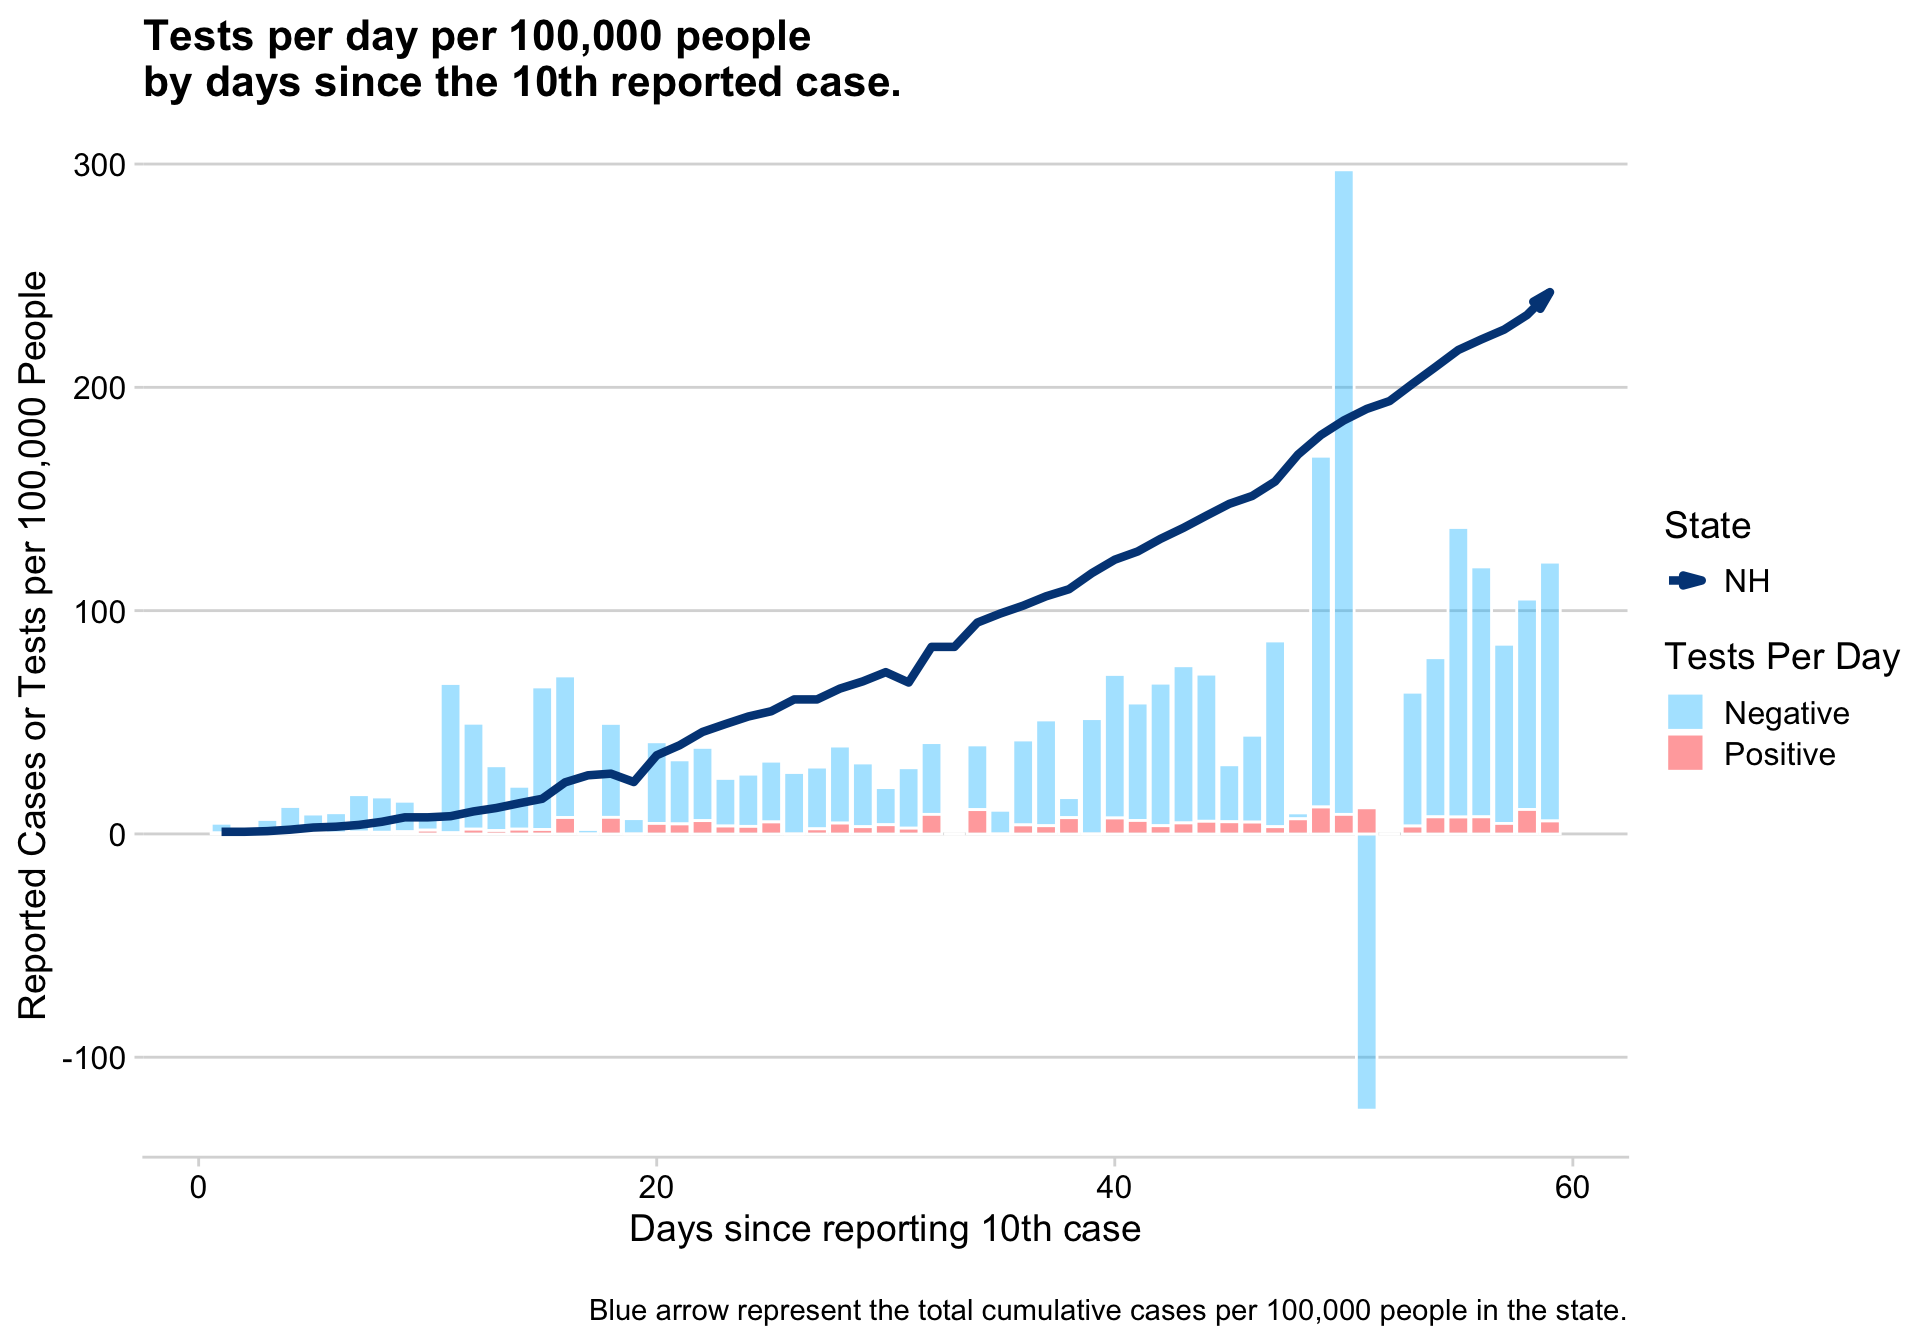 Tests per day per 100,000 people
by days since the 10th reported case.
Reported Cases or Tests per 100,000 People
300
200
100
0
-100
0
20
40
60
Days since reporting 10th case
State
NH
Tests Per Day
Negative
Positive
Blue arrow represent the total cumulative cases per 100,000 people in the state.